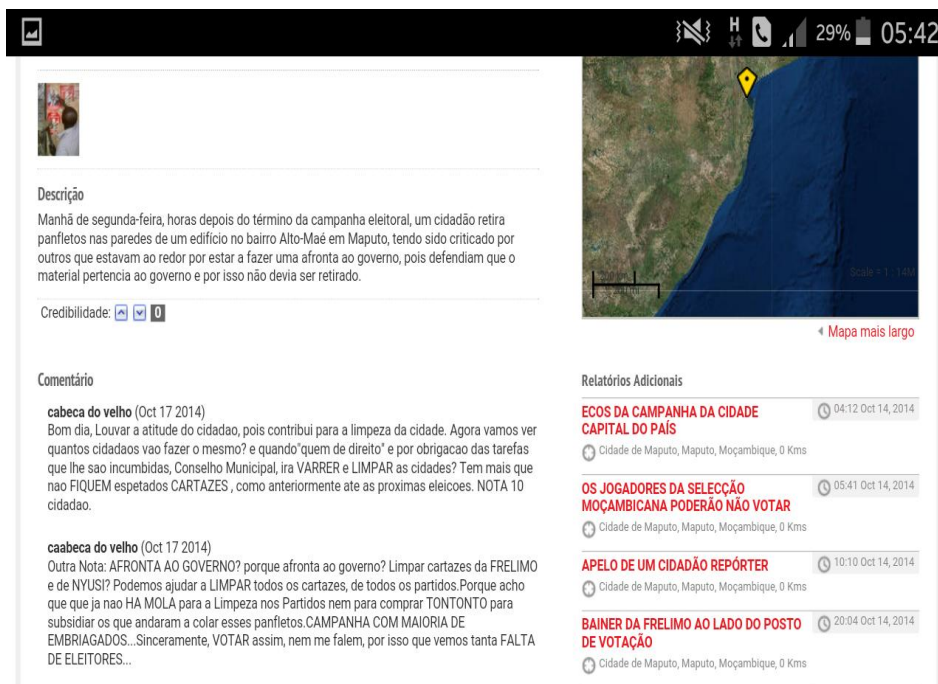 H
29% 05:42
Descrição
Manhã de segunda-feira, horas depois do término da campanha eleitoral, um cidadão retira
panfletos nas paredes de um edifício no bairro Alto-Maé em Maputo, tendo sido criticado por
outros que estavam ao redor por estar a fazer uma afronta ao governo, pois defendiam que o
material pertencia ao governo e por isso não devia ser retirado.
Credibilidade: 0
Comentário
cabeca do velho (Oct 17 2014)
Bom dia, Louvar a atitude do cidadao, pois contribui para a limpeza da cidade. Agora vamos ver
quantos cidadaos vao fazer o mesmo? e quando"quem de direito" e por obrigacao das tarefas
que lhe sao incumbidas, Conselho Municipal, ira VARRER e LIMPAR as cidades? Tem mais que
nao FIQUEM espetados CARTAZES , como anteriormente ate as proximas eleicoes. NOTA 10
cidadao.
caabeca do velho (Oct 17 2014)
Outra Nota: AFRONTA AO GOVERNO? porque afronta ao governo? Limpar cartazes da FRELIMO
e de NYUSI? Podemos ajudar a LIMPAR todos os cartazes, de todos os partidos.Porque acho
que que ja nao HA MOLA para a Limpeza nos Partidos nem para comprar TONTONTO para
subsidiar os que andaram a colar esses panfletos.CAMPANHA COM MAIORIA DE
EMBRIAGADOS...Sinceramente, VOTAR assim, nem me falem, por isso que vemos tanta FALTA
DE ELEITORES...
Scale = 1 : 14M
Mapa mais largo
Relatórios Adicionais
ECOS DA CAMPANHA DA CIDADE
CAPITAL DO PAÍS
04:12 Oct 14, 2014
Cidade de Maputo, Maputo, Moçambique, 0 Kms
OS JOGADORES DA SELECÇÃO
MOÇAMBICANA PODERÃO NÃO VOTAR
05:41 Oct 14, 2014
Cidade de Maputo, Maputo, Moçambique, 0 Kms
APELO DE UM CIDADÃO REPÓRTER
10:10 Oct 14, 2014
Cidade de Maputo, Maputo, Moçambique, 0 Kms
BAINER DA FRELIMO AO LADO DO POSTO
DE VOTAÇÃO
20:04 Oct 14, 2014
Cidade de Maputo, Maputo, Moçambique, 0 Kms